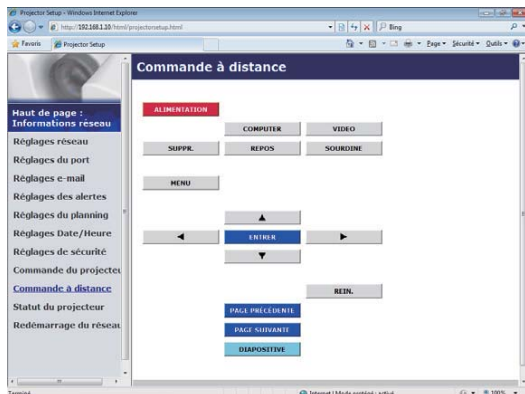 Projector Setup - Windows Internet Explorer
http://192.168.1.10/html/projectorsetup.html
Bing
Favoris
Projector Setup
Page
Sécurité
Outils
Commande à distance
Haut de page :
Informations réseau
Réglages réseau
Réglages du port
Réglages e-mail
Réglages des alertes
Réglages du planning
Réglages Date/Heure
Réglages de sécurité
Commande du projecteu
Commande à distance
Statut du projecteur
Redémarrage du réseau
ALIMENTATION
COMPUTER VIDEO
SUPPR. REPOS SOURDINE
MENU
ENTRER
REIN.
PAGE PRÉCÉDENTE
PAGE SUIVANTE
DIAPOSITIVE
Terminé
Internet | Mode protégé : activé
100%